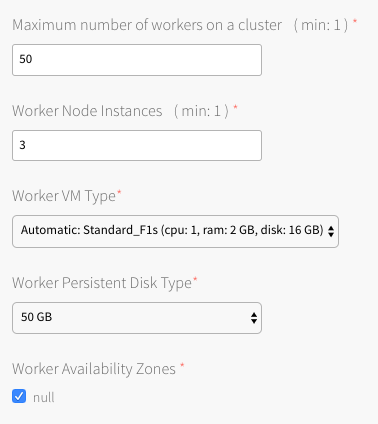 Maximum number of workers on a cluster ( min: 1 ) *
50
Worker Node Instances ( min: 1 ) *
3
Worker VM Type*
Automatic: Standard_F1s (cpu: 1, ram: 2 GB, disk: 16 GB)
Worker Persistent Disk Type*
50 GB
Worker Availability Zones *
null